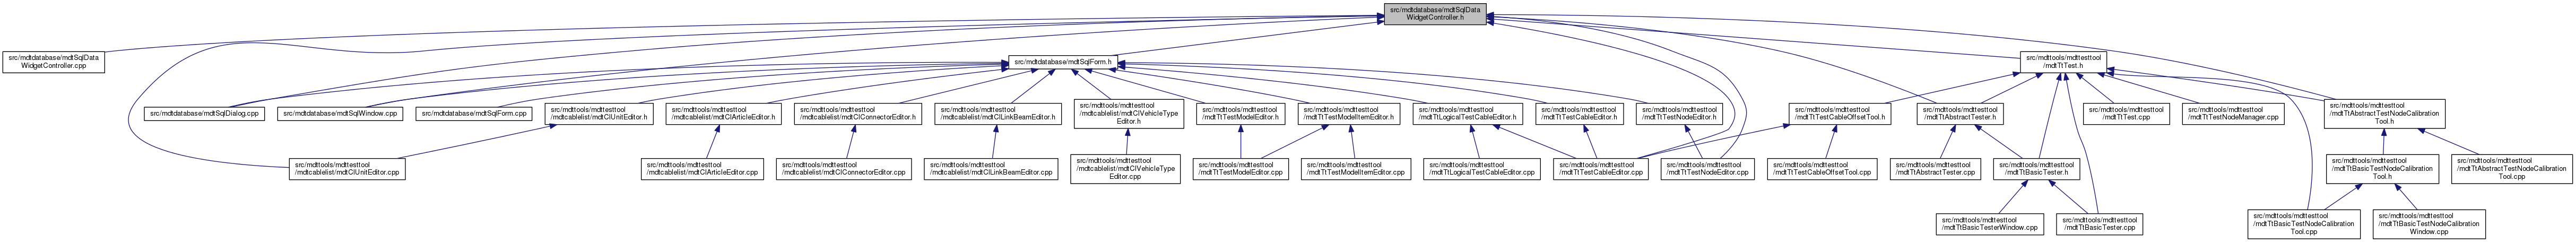 src/mdtdatabase/mdtSqlData
WidgetController.h
src/mdtdatabase/mdtSqlData
WidgetController.cpp
src/mdtdatabase/mdtSqlForm.h
src/mdttools/mdttesttool
/mdtTtTest.h
src/mdtdatabase/mdtSqlDialog.cpp
src/mdtdatabase/mdtSqlWindow.cpp
src/mdtdatabase/mdtSqlForm.cpp
src/mdttools/mdttesttool
/mdtcablelist/mdtClUnitEditor.h
src/mdttools/mdttesttool
/mdtcablelist/mdtClArticleEditor.h
src/mdttools/mdttesttool
/mdtcablelist/mdtClConnectorEditor.h
src/mdttools/mdttesttool
/mdtcablelist/mdtClLinkBeamEditor.h
src/mdttools/mdttesttool
/mdtcablelist/mdtClVehicleType
Editor.h
src/mdttools/mdttesttool
/mdtTtTestModelEditor.h
src/mdttools/mdttesttool
/mdtTtTestModelItemEditor.h
src/mdttools/mdttesttool
/mdtTtLogicalTestCableEditor.h
src/mdttools/mdttesttool
/mdtTtTestCableEditor.h
src/mdttools/mdttesttool
/mdtTtTestNodeEditor.h
src/mdttools/mdttesttool
/mdtTtTestCableOffsetTool.h
src/mdttools/mdttesttool
/mdtTtAbstractTester.h
src/mdttools/mdttesttool
/mdtTtTest.cpp
src/mdttools/mdttesttool
/mdtTtTestNodeManager.cpp
src/mdttools/mdttesttool
/mdtTtAbstractTestNodeCalibration
Tool.h
src/mdttools/mdttesttool
/mdtcablelist/mdtClUnitEditor.cpp
src/mdttools/mdttesttool
/mdtcablelist/mdtClArticleEditor.cpp
src/mdttools/mdttesttool
/mdtcablelist/mdtClConnectorEditor.cpp
src/mdttools/mdttesttool
/mdtcablelist/mdtClLinkBeamEditor.cpp
src/mdttools/mdttesttool
/mdtcablelist/mdtClVehicleType
Editor.cpp
src/mdttools/mdttesttool
/mdtTtTestModelEditor.cpp
src/mdttools/mdttesttool
/mdtTtTestModelItemEditor.cpp
src/mdttools/mdttesttool
/mdtTtLogicalTestCableEditor.cpp
src/mdttools/mdttesttool
/mdtTtTestCableEditor.cpp
src/mdttools/mdttesttool
/mdtTtTestNodeEditor.cpp
src/mdttools/mdttesttool
/mdtTtTestCableOffsetTool.cpp
src/mdttools/mdttesttool
/mdtTtAbstractTester.cpp
src/mdttools/mdttesttool
/mdtTtBasicTester.h
src/mdttools/mdttesttool
/mdtTtBasicTestNodeCalibration
Tool.h
src/mdttools/mdttesttool
/mdtTtAbstractTestNodeCalibration
Tool.cpp
src/mdttools/mdttesttool
/mdtTtBasicTesterWindow.cpp
src/mdttools/mdttesttool
/mdtTtBasicTester.cpp
src/mdttools/mdttesttool
/mdtTtBasicTestNodeCalibration
Tool.cpp
src/mdttools/mdttesttool
/mdtTtBasicTestNodeCalibration
Window.cpp